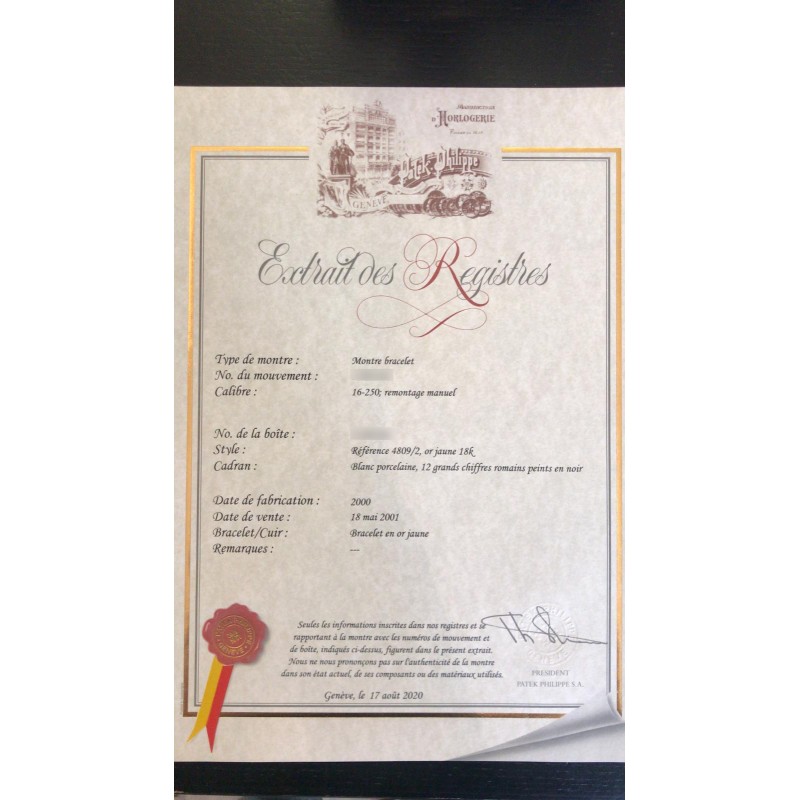 D'HORLOGERIE
Patek Philippe
GENÈVE
Extrait des Registres
Type de montre : Montre bracelet
No. du mouvement :
Calibre : 16-250; remontage manuel
No. de la boîte :
Style : Référence 4809/2, or jaune 18k
Cadran : Blanc porcelaine, 12 grands chiffres romains peints en noir
Date de fabrication : 2000
Date de vente : 18 mai 2001
Bracelet/Cuir : Bracelet en or jaune
Remarques : ---
Seules les informations inscrites dans nos registres et se
rapportant à la montre avec les numéros de mouvement et
de boîte, indiqués ci-dessus, figurent dans le présent extrait.
Nous ne nous prononçons pas sur l'authenticité de la montre
dans son état actuel, de ses composants ou des matériaux utilisés.
PRESIDENT
PATEK PHILIPPE S.A.
Genève, le 17 août 2020